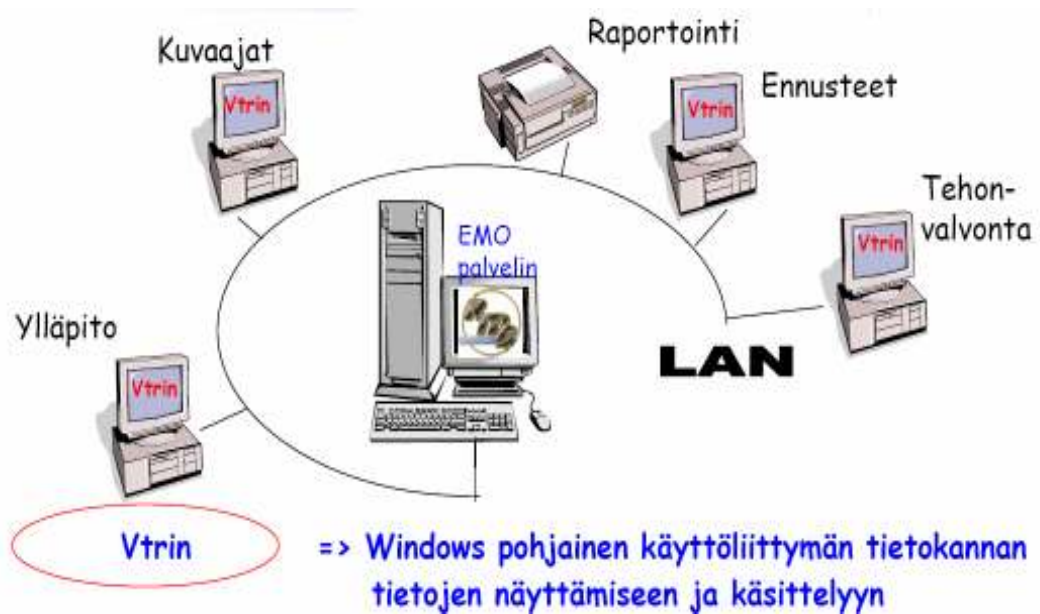 Kuvaajat
Vtrin
Raportointi
Ennusteet
Vtrin
Tehon-
valvonta
Vtrin
EMO
palvelin
LAN
Ylläpito
Vtrin
Vtrin => Windows pohjainen käyttöliittymän tietokannan
tietojen näyttämiseen ja käsittelyyn